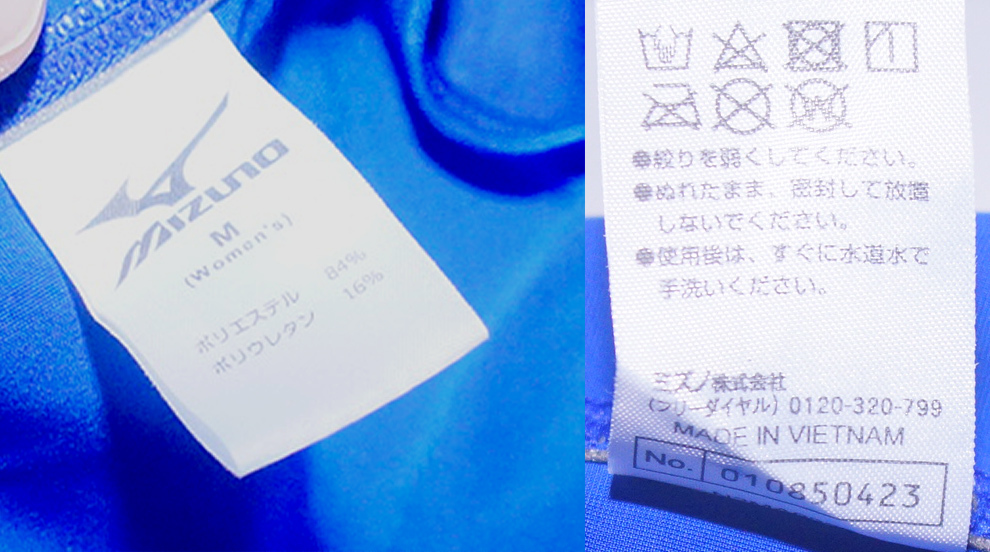 MIZUNO
M
(Women's)
ポリエステル 84%
ポリウレタン 16%
●絞りを弱くしてください。
●ぬれたまま、密封して放置
しないでください。
●使用後は、すぐに水道水で
手洗いください。
ミズノ株式会社
(フリーダイヤル) 0120-320-799
MADE IN VIETNAM
No. 010850423